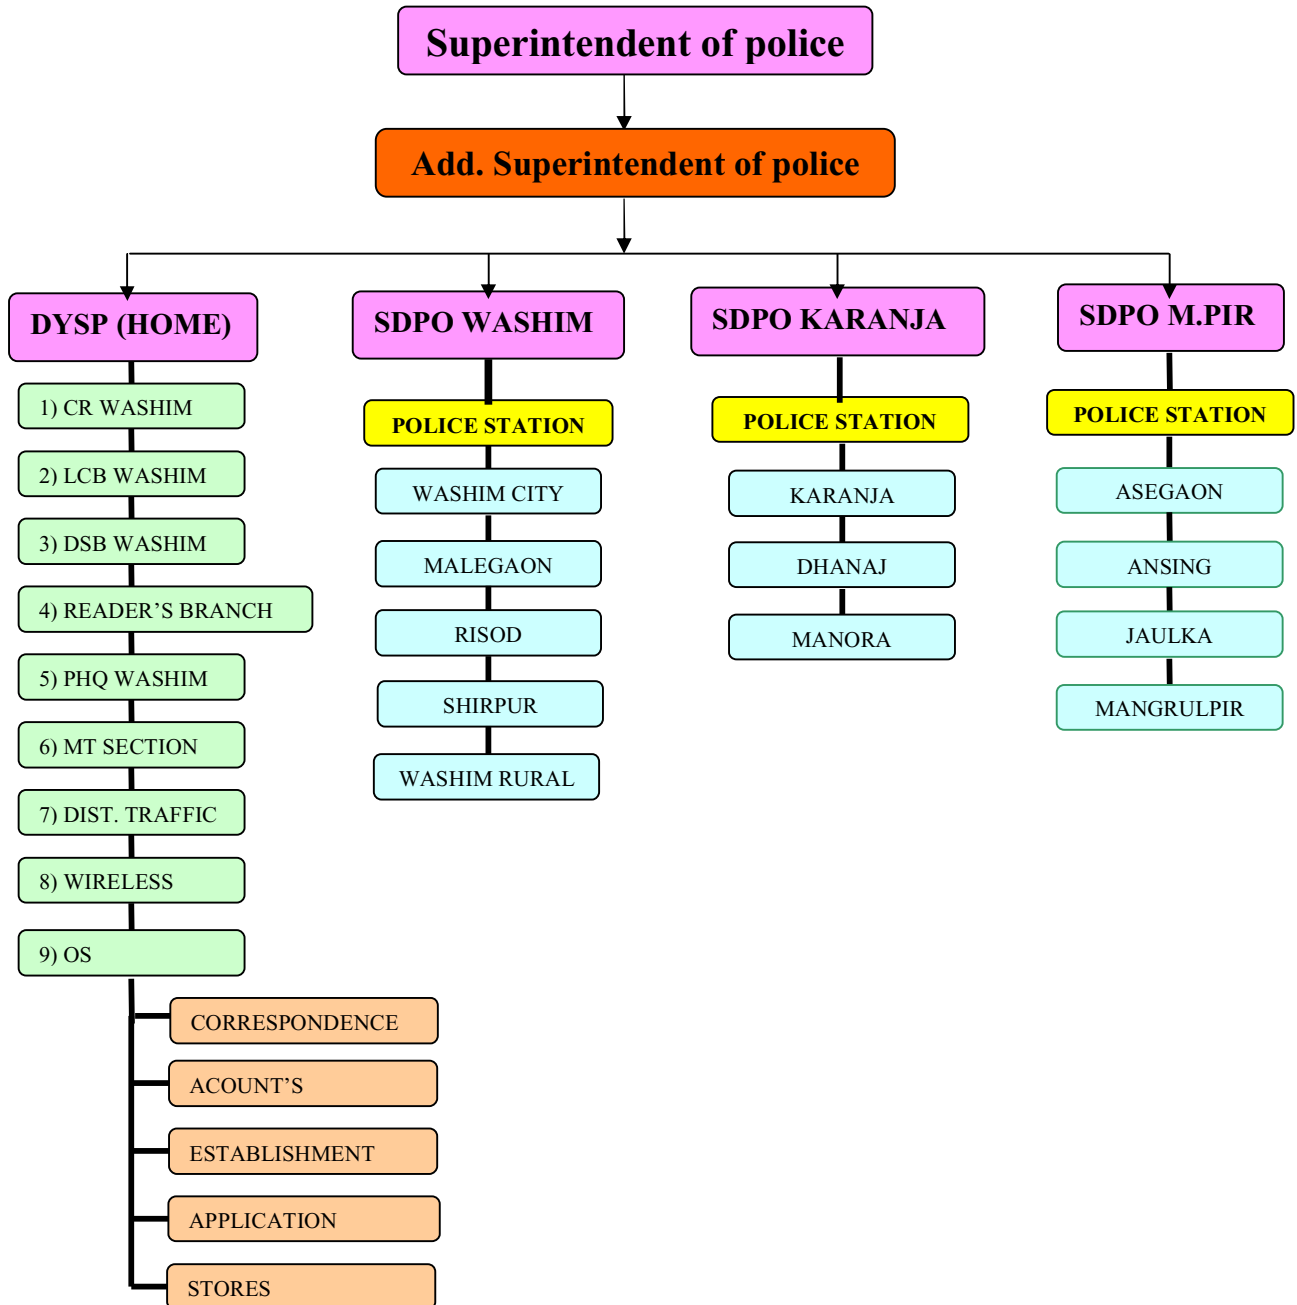 Superintendent of police
Add. Superintendent of police
DYSP (HOME)
1) CR WASHIM
2) LCB WASHIM
3) DSB WASHIM
4) READER’S BRANCH
5) PHQ WASHIM
6) MT SECTION
7) DIST. TRAFFIC
8) WIRELESS
9) OS
CORRESPONDENCE
ACOUNT’S
ESTABLISHMENT
APPLICATION
STORES
SDPO WASHIM
POLICE STATION
WASHIM CITY
MALEGAON
RISOD
SHIRPUR
WASHIM RURAL
SDPO KARANJA
POLICE STATION
KARANJA
DHANAJ
MANORA
SDPO M.PIR
POLICE STATION
ASEGAON
ANSING
JAULKA
MANGRULPIR